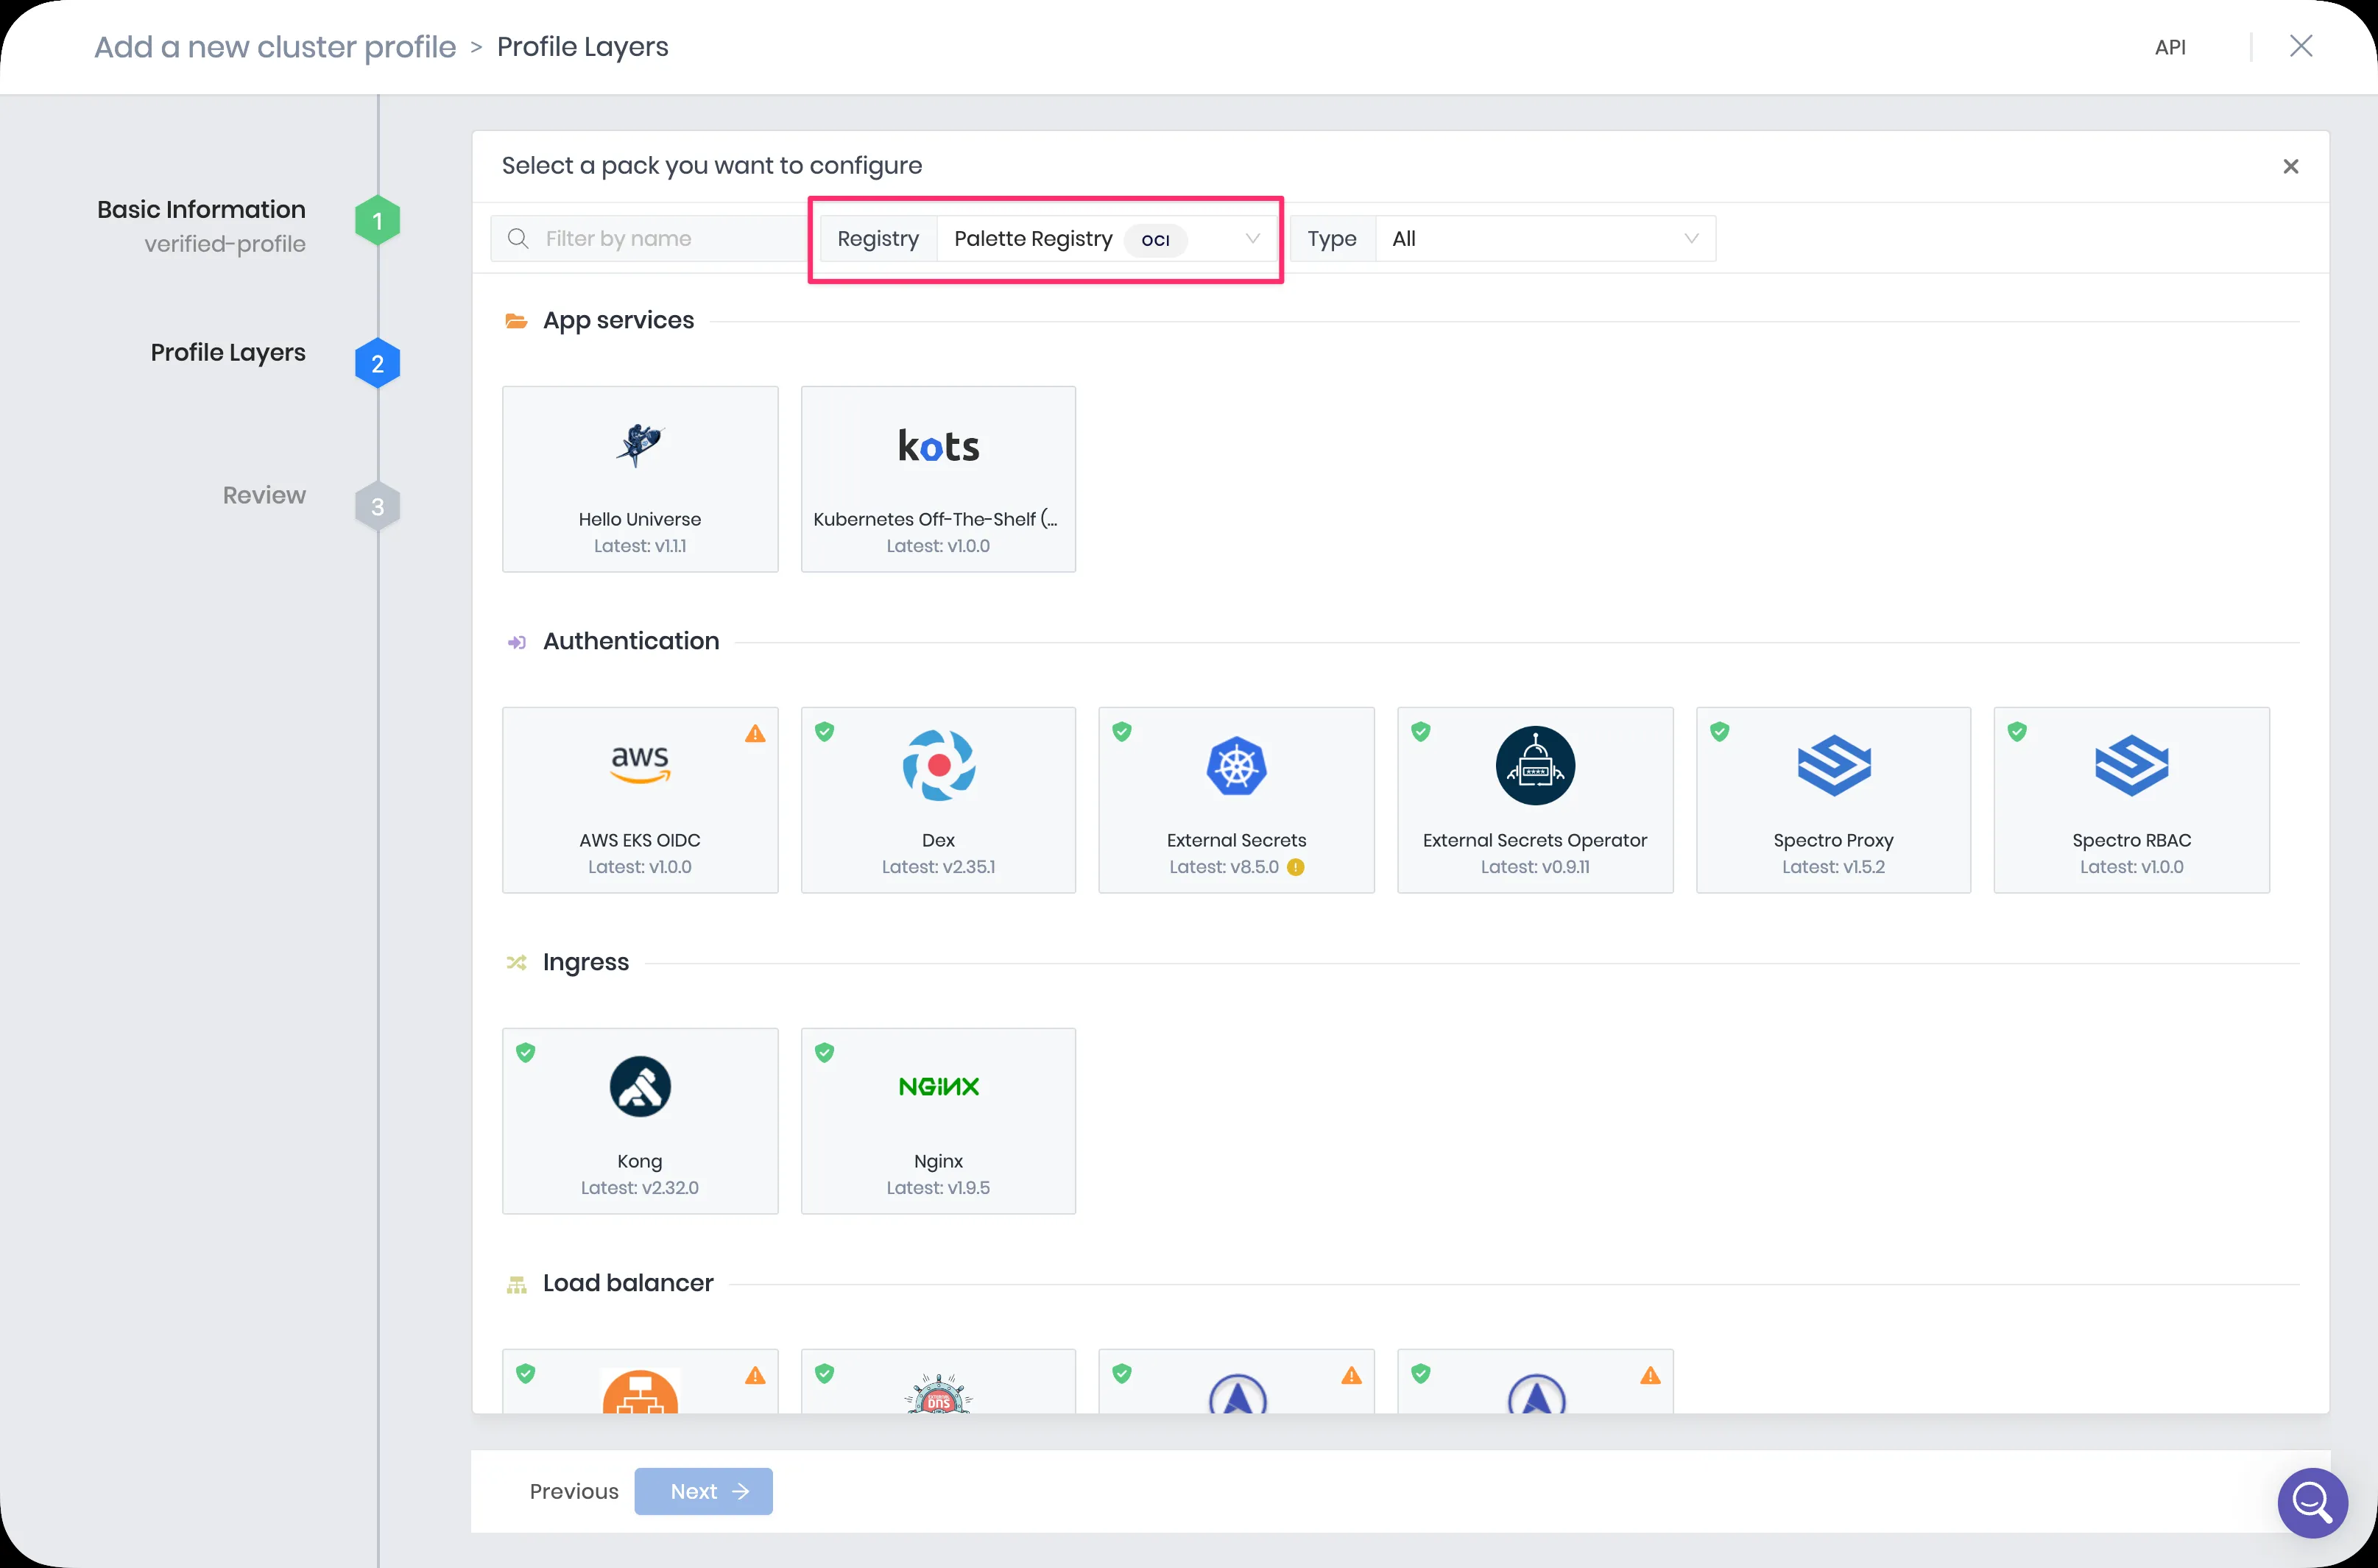 Add a new cluster profile > Profile Layers
API
Basic Information
verified-profile
1
Profile Layers
2
Review
3
Select a pack you want to configure
Filter by name
Registry Palette Registry OCI
Type All
App services
kots
Hello Universe
Latest: v1.1.1
Kubernetes Off-The-Shelf (...
Latest: v1.0.0
Authentication
aws
AWS EKS OIDC
Latest: v1.0.0
Dex
Latest: v2.35.1
External Secrets
Latest: v8.5.0
External Secrets Operator
Latest: v0.9.11
Spectro Proxy
Latest: v1.5.2
Spectro RBAC
Latest: v1.0.0
Ingress
Kong
Latest: v2.32.0
NGINX
Nginx
Latest: v1.9.5
Load balancer
DNS
Previous
Next